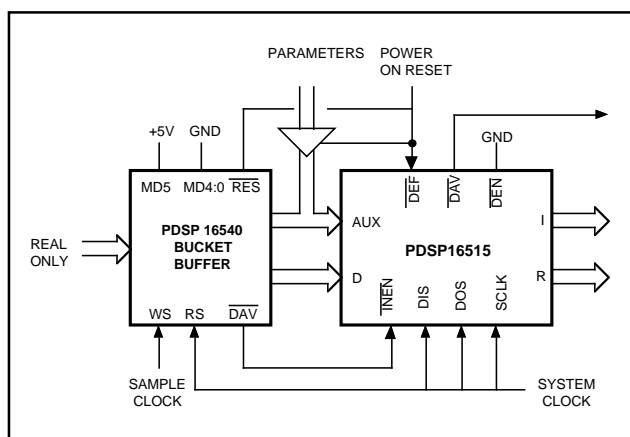 PARAMETERS
POWER
ON RESET
+5V
GND
GND
MD5
MD4:0
RES
DEF
DAV
DEN
PDSP 16540
BUCKET
BUFFER
AUX
PDSP16515
I
REAL
ONLY
D
R
WS
RS
DAV
INEN
DIS
DOS
SCLK
SAMPLE
CLOCK
SYSTEM
CLOCK